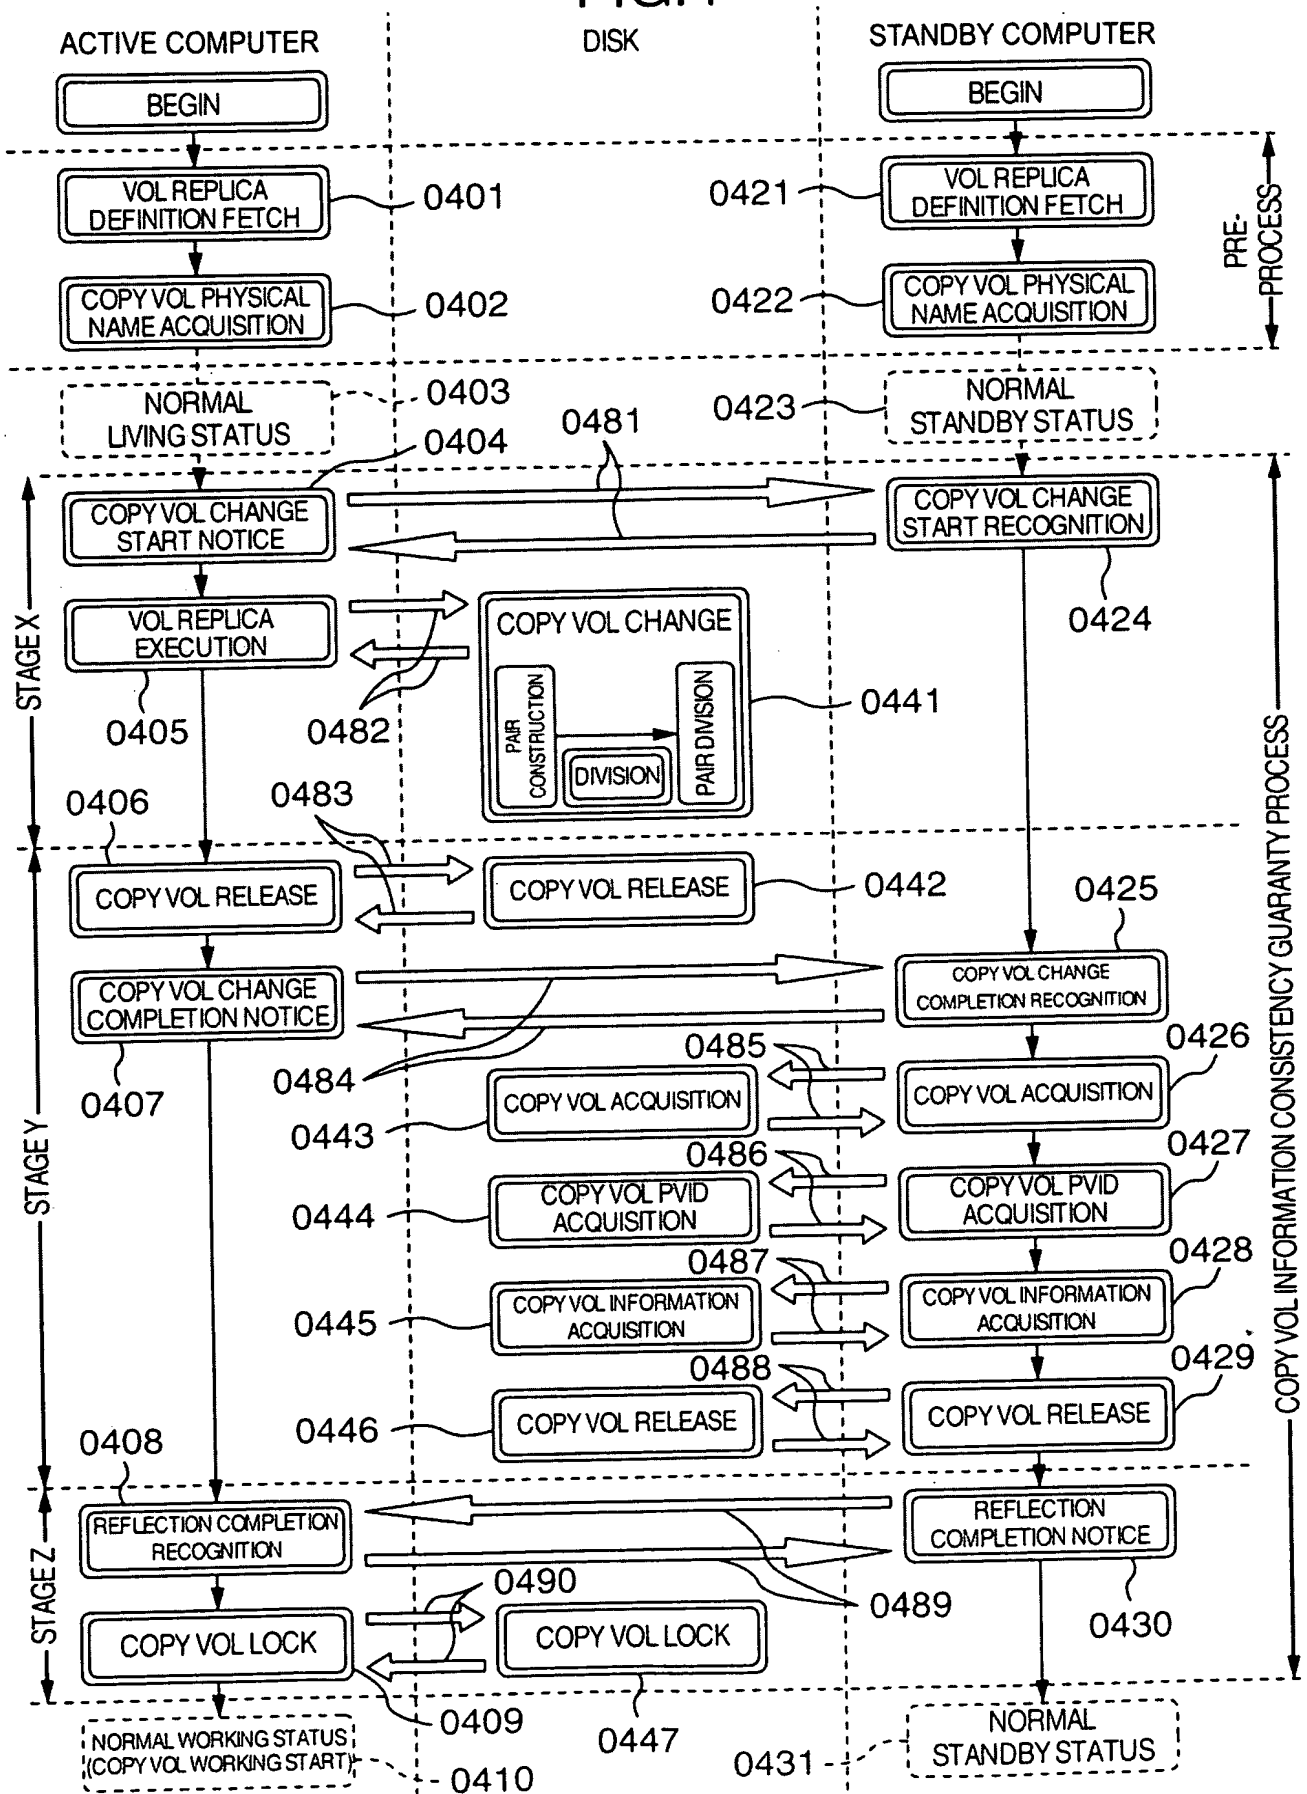 ACTIVE COMPUTER
DISK
STANDBY COMPUTER
BEGIN
BEGIN
VOL REPLICA
DEFINITION FETCH
0401
0421
VOL REPLICA
DEFINITION FETCH
PRE-
PROCESS
COPY VOL PHYSICAL
NAME ACQUISITION
0402
0422
COPY VOL PHYSICAL
NAME ACQUISITION
NORMAL
LIVING STATUS
0403
0423
NORMAL
STANDBY STATUS
0404
0481
STAGE X
COPY VOL CHANGE
START NOTICE
COPY VOL CHANGE
START RECOGNITION
0424
VOL REPLICA
EXECUTION
0405
0482
COPY VOL CHANGE
PAIR
CONSTRUCTION
DIVISION
PAIR DIVISION
0441
COPY VOL INFORMATION CONSISTENCY GUARANTY PROCESS
0406
0483
STAGE Y
COPY VOL RELEASE
COPY VOL RELEASE
0442
0425
COPY VOL CHANGE
COMPLETION NOTICE
0407
0484
COPY VOL CHANGE
COMPLETION RECOGNITION
0485
0426
COPY VOL ACQUISITION
0443
COPY VOL ACQUISITION
0486
0427
COPY VOL PVID
ACQUISITION
0444
COPY VOL PVID
ACQUISITION
0487
0428
COPY VOL INFORMATION
ACQUISITION
0445
COPY VOL INFORMATION
ACQUISITION
0488
0429
COPY VOL RELEASE
0446
COPY VOL RELEASE
0408
STAGE Z
REFLECTION COMPLETION
RECOGNITION
REFLECTION
COMPLETION NOTICE
0489
0430
0490
COPY VOL LOCK
0409
COPY VOL LOCK
0447
NORMAL WORKING STATUS
(COPY VOL WORKING START)
0410
0431
NORMAL
STANDBY STATUS